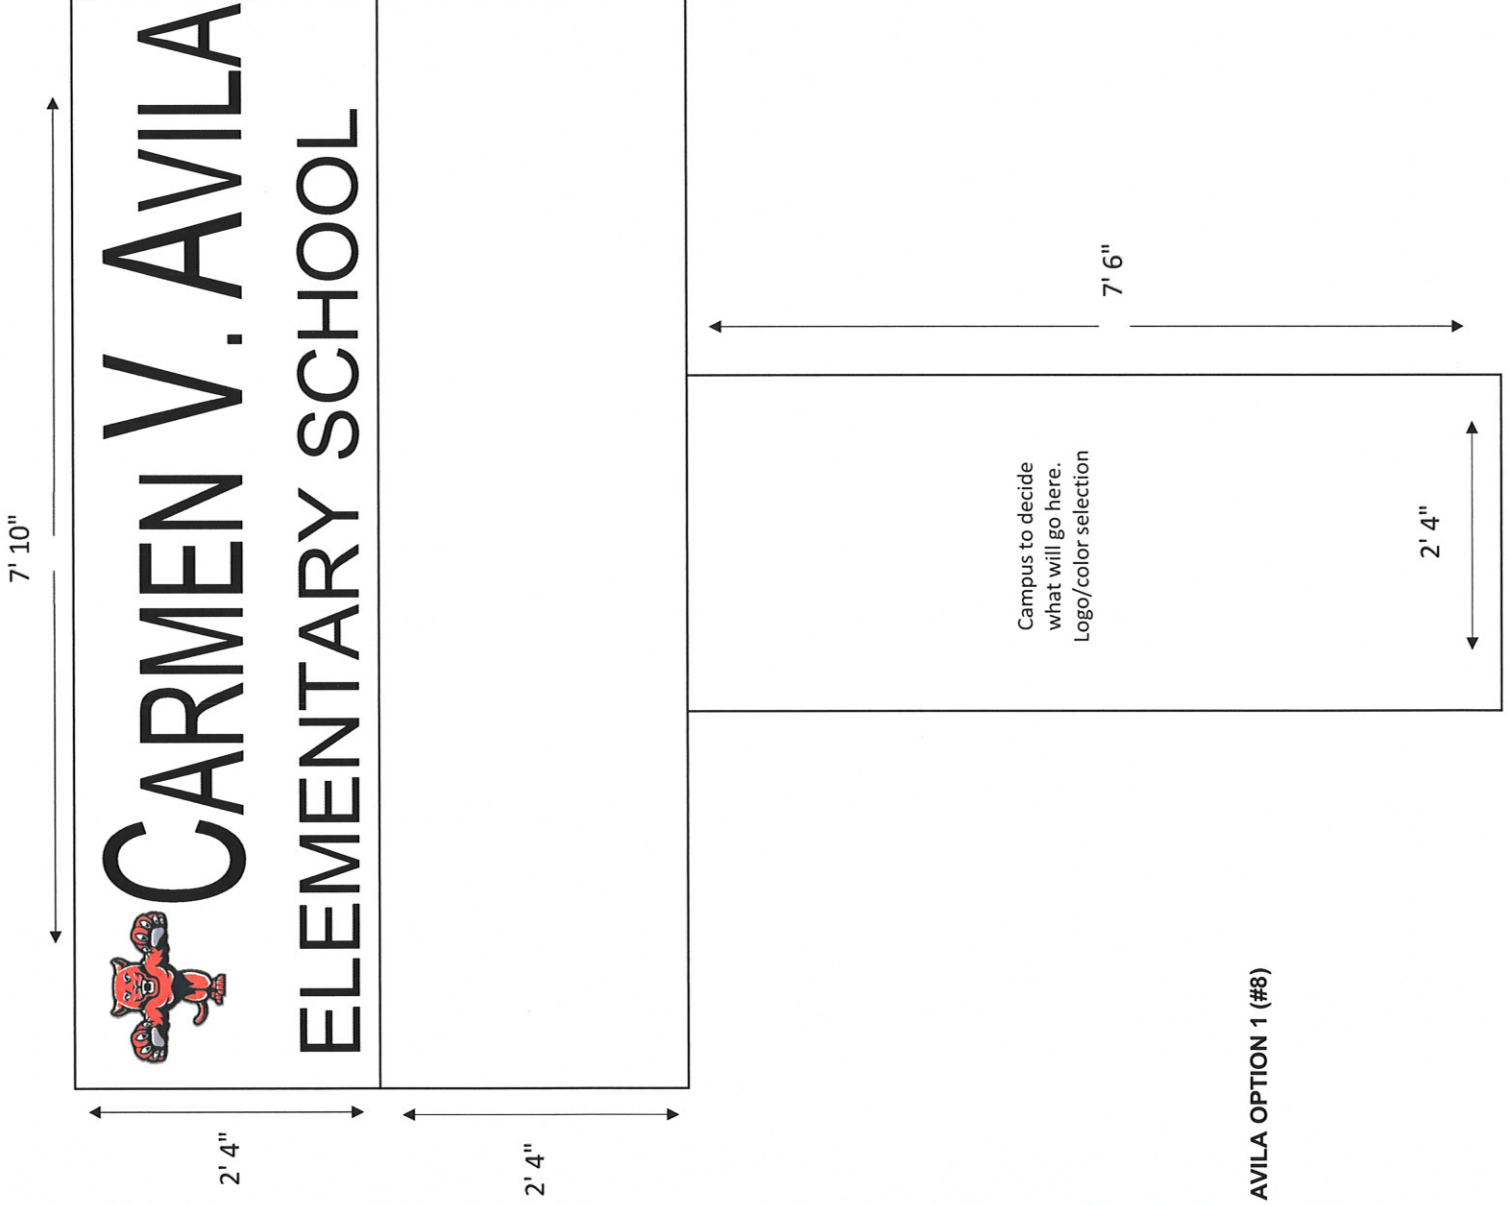 7' 10"
CARMEN V. AVILA
ELEMENTARY SCHOOL
2' 4"
2' 4"
7' 6"
Campus to decide
what will go here.
Logo/color selection
2' 4"
AVILA OPTION 1 (#8)